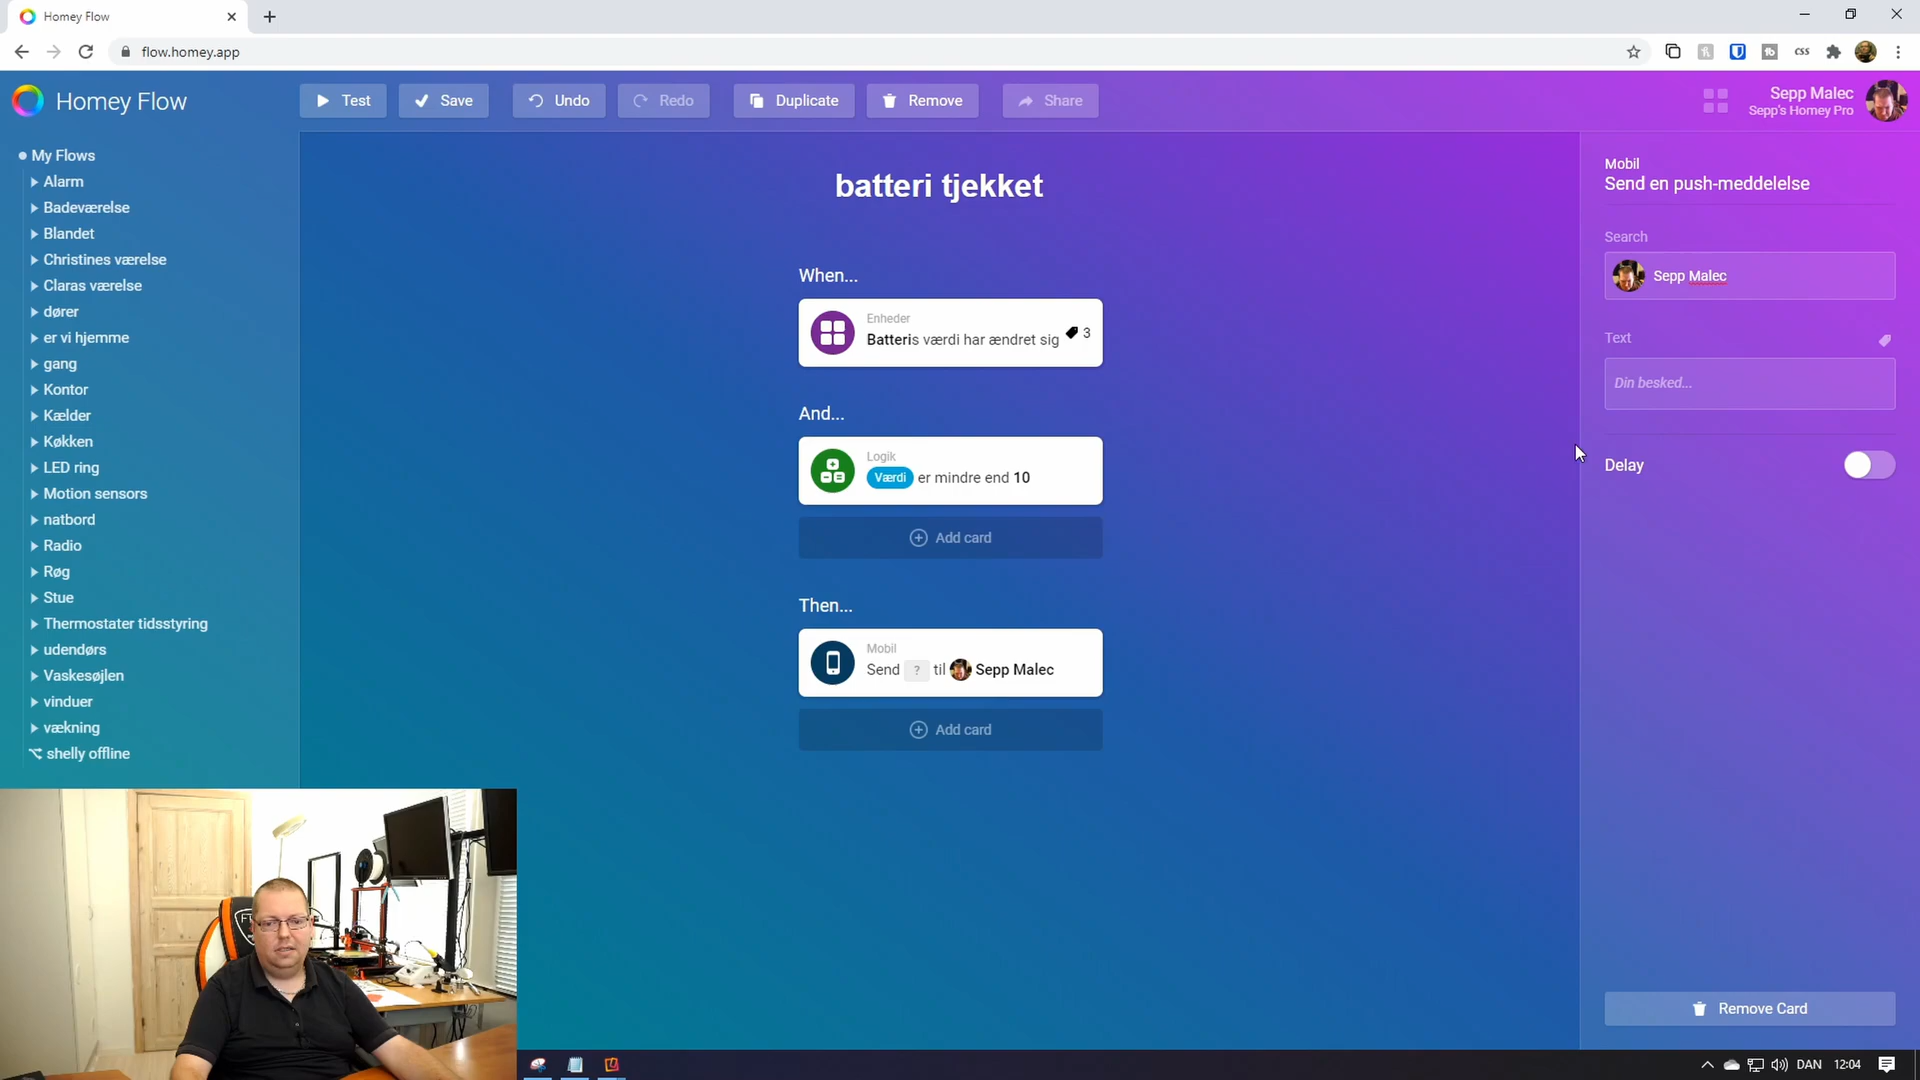 Homey Flow
flow.homey.app
css
Homey Flow
Test
Save
Undo
Redo
Duplicate
Remove
Share
Sepp Malec
Sepp's Homey Pro
My Flows
Alarm
Badeværelse
Blandet
Christines værelse
Claras værelse
dører
er vi hjemme
gang
Kontor
Kælder
Køkken
LED ring
Motion sensors
natbord
Radio
Røg
Stue
Thermostater tidsstyring
udendørs
Vaskesøjlen
vinduer
vækning
shelly offline
batteri tjekket
When...
Enheder
Batteris værdi har ændret sig
3
And...
Logik
Værdi er mindre end 10
Add card
Then...
Mobil
Send ? til Sepp Malec
Add card
Mobil
Send en push-meddelelse
Search
Sepp Malec
Text
Din besked...
Delay
Remove Card
DAN
12:04